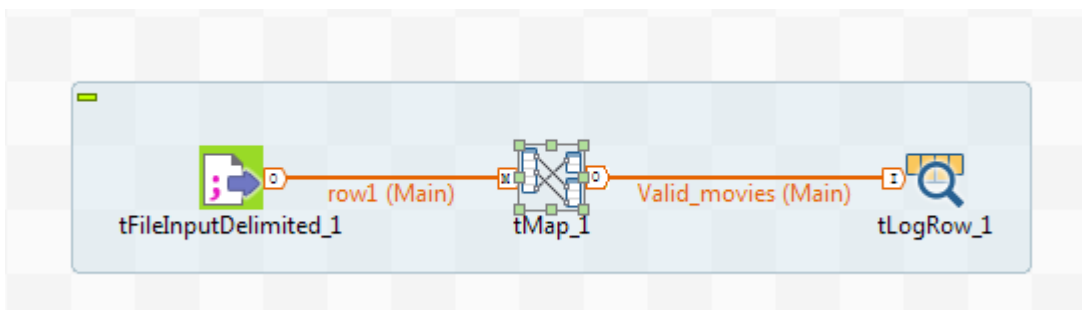 ;
O
row1 (Main)
M
O
Valid_movies (Main)
I
tFileInputDelimited_1
tMap_1
tLogRow_1